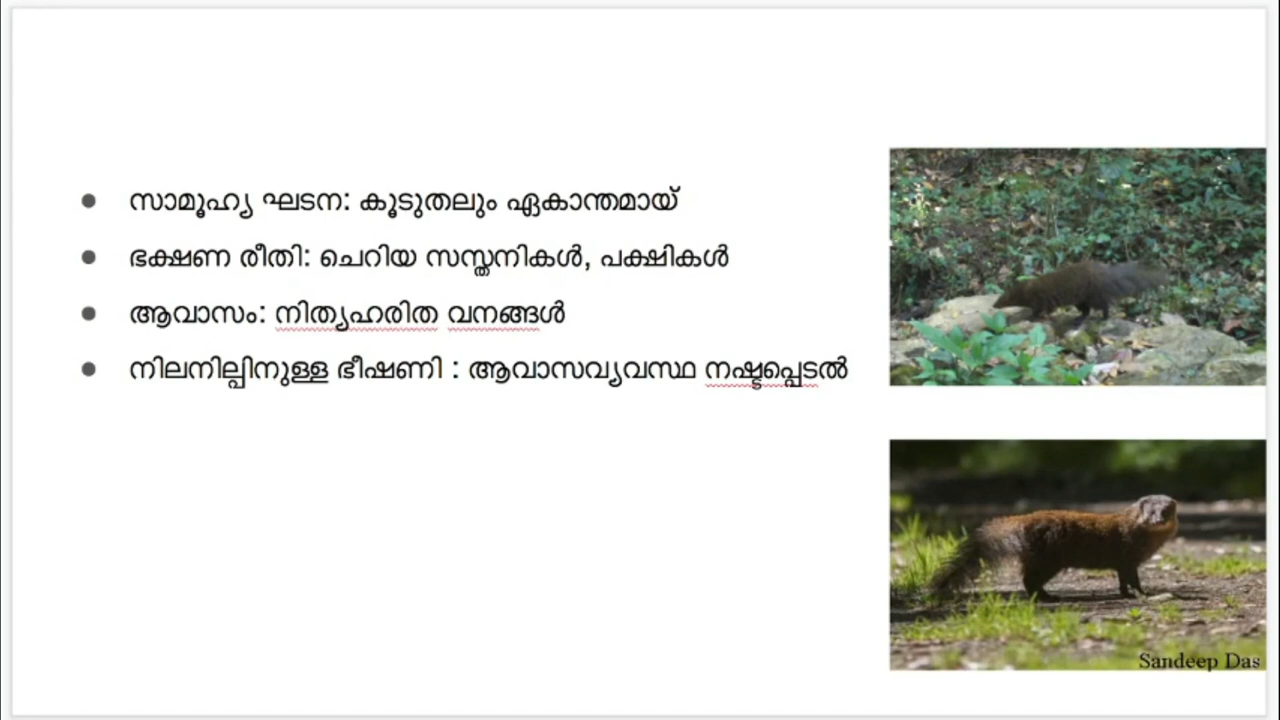 സാമൂഹ്യ ഘടന: കൂടുതലും ഏകാന്തമായ്
ഭക്ഷണ രീതി: ചെറിയ സസ്തനികൾ, പക്ഷികൾ
ആവാസം: നിത്യഹരിത വനങ്ങൾ
നിലനില്പിനുള്ള ഭീഷണി : ആവാസവ്യവസ്ഥ നഷ്ടപ്പെടൽ
Sandeep Das